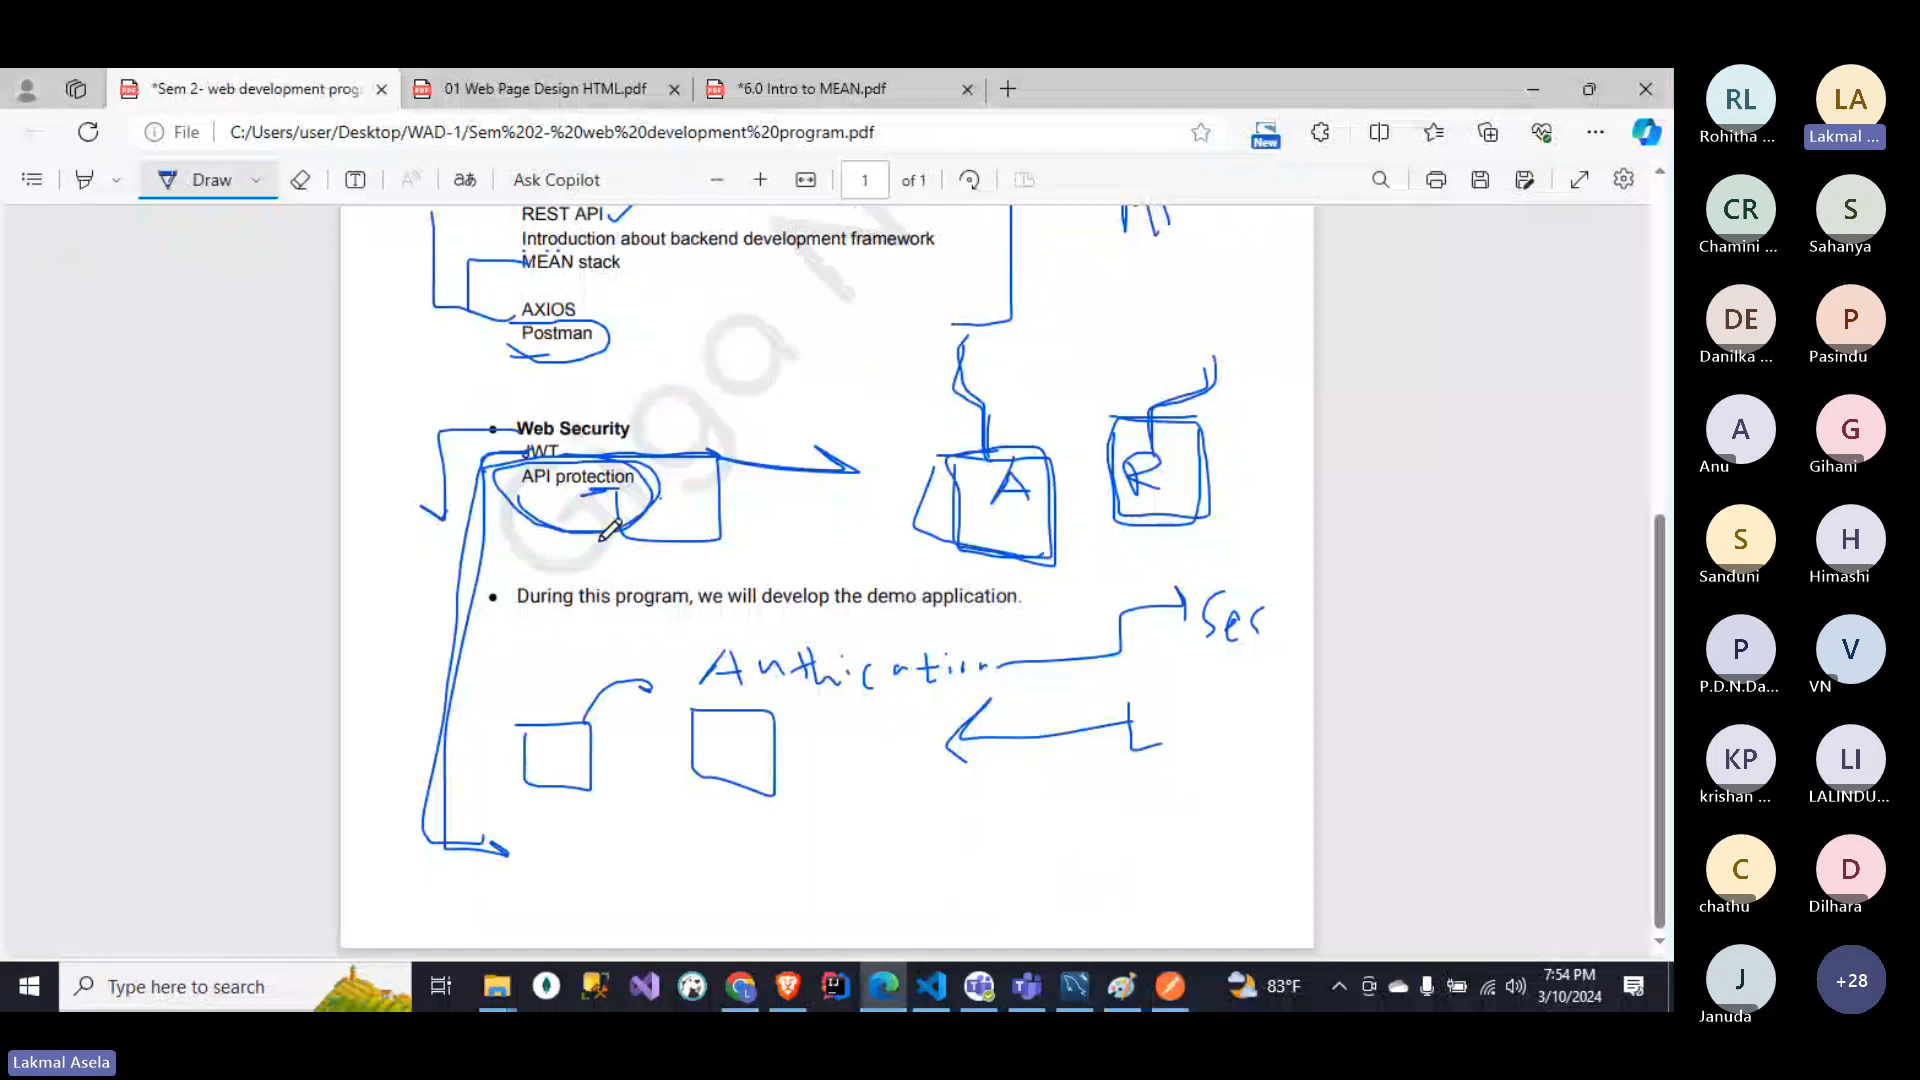 *Sem 2- web development prog
01 Web Page Design HTML.pdf
*6.0 Intro to MEAN.pdf
File
C:/Users/user/Desktop/WAD-1/Sem%202-%20web%20development%20program.pdf
New
Draw
Ask Copilot
1
of 1
REST API
Introduction about backend development framework
MEAN stack
AXIOS
Postman
Web Security
JWT
API protection
A
R
• During this program, we will develop the demo application.
Sec
Authication
L
Type here to search
83°F
7:54 PM
3/10/2024
RL
Rohitha ...
LA
Lakmal ...
CR
Chamini ...
S
Sahanya
DE
Danilka ...
P
Pasindu
A
Anu
G
Gihani
S
Sanduni
H
Himashi
P
P.D.N.Da...
V
VN
KP
krishan ...
LI
LALINDU...
C
chathu
D
Dilhara
J
Januda
+28
Lakmal Asela